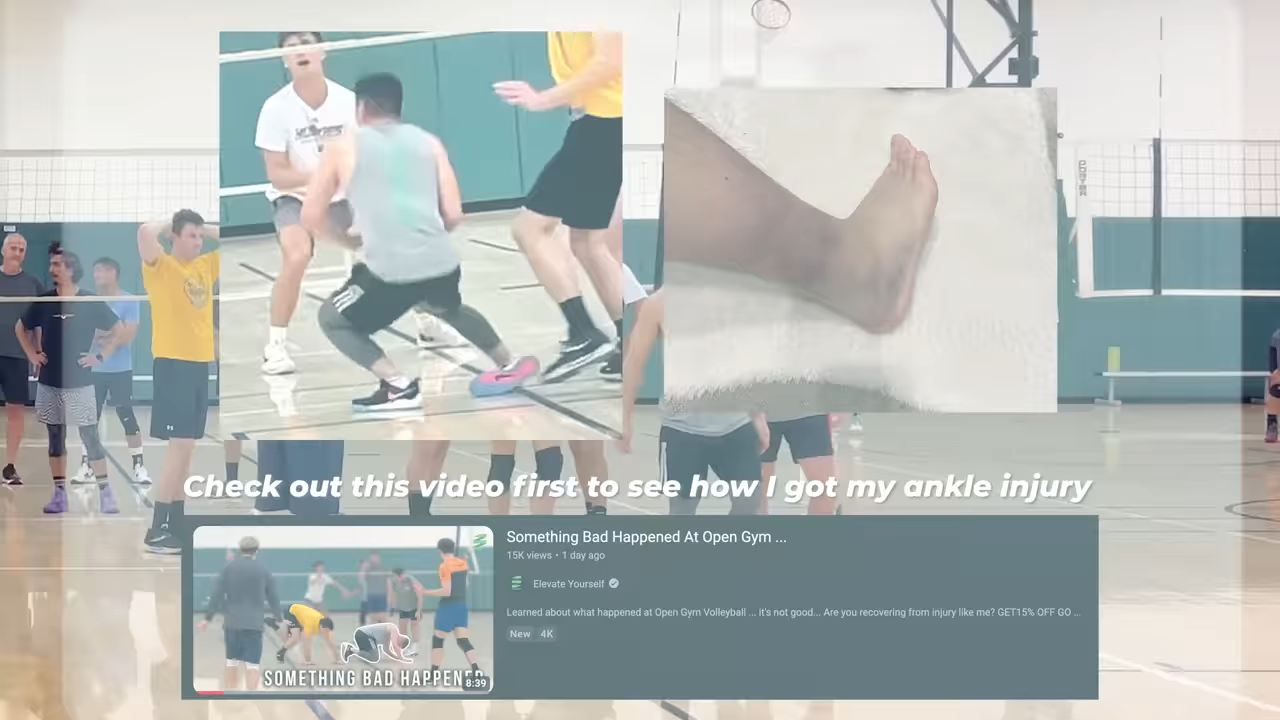 PORTER
Check out this video first to see how I got my ankle injury
Something Bad Happened At Open Gym ...
15K views • 1 day ago
Elevate Yourself
Learned about what happened at Open Gym Volleyball ... it's not good... Are you recovering from injury like me? GET15% OFF GO ...
New 4K
SOMETHING BAD HAPPENED
8:39